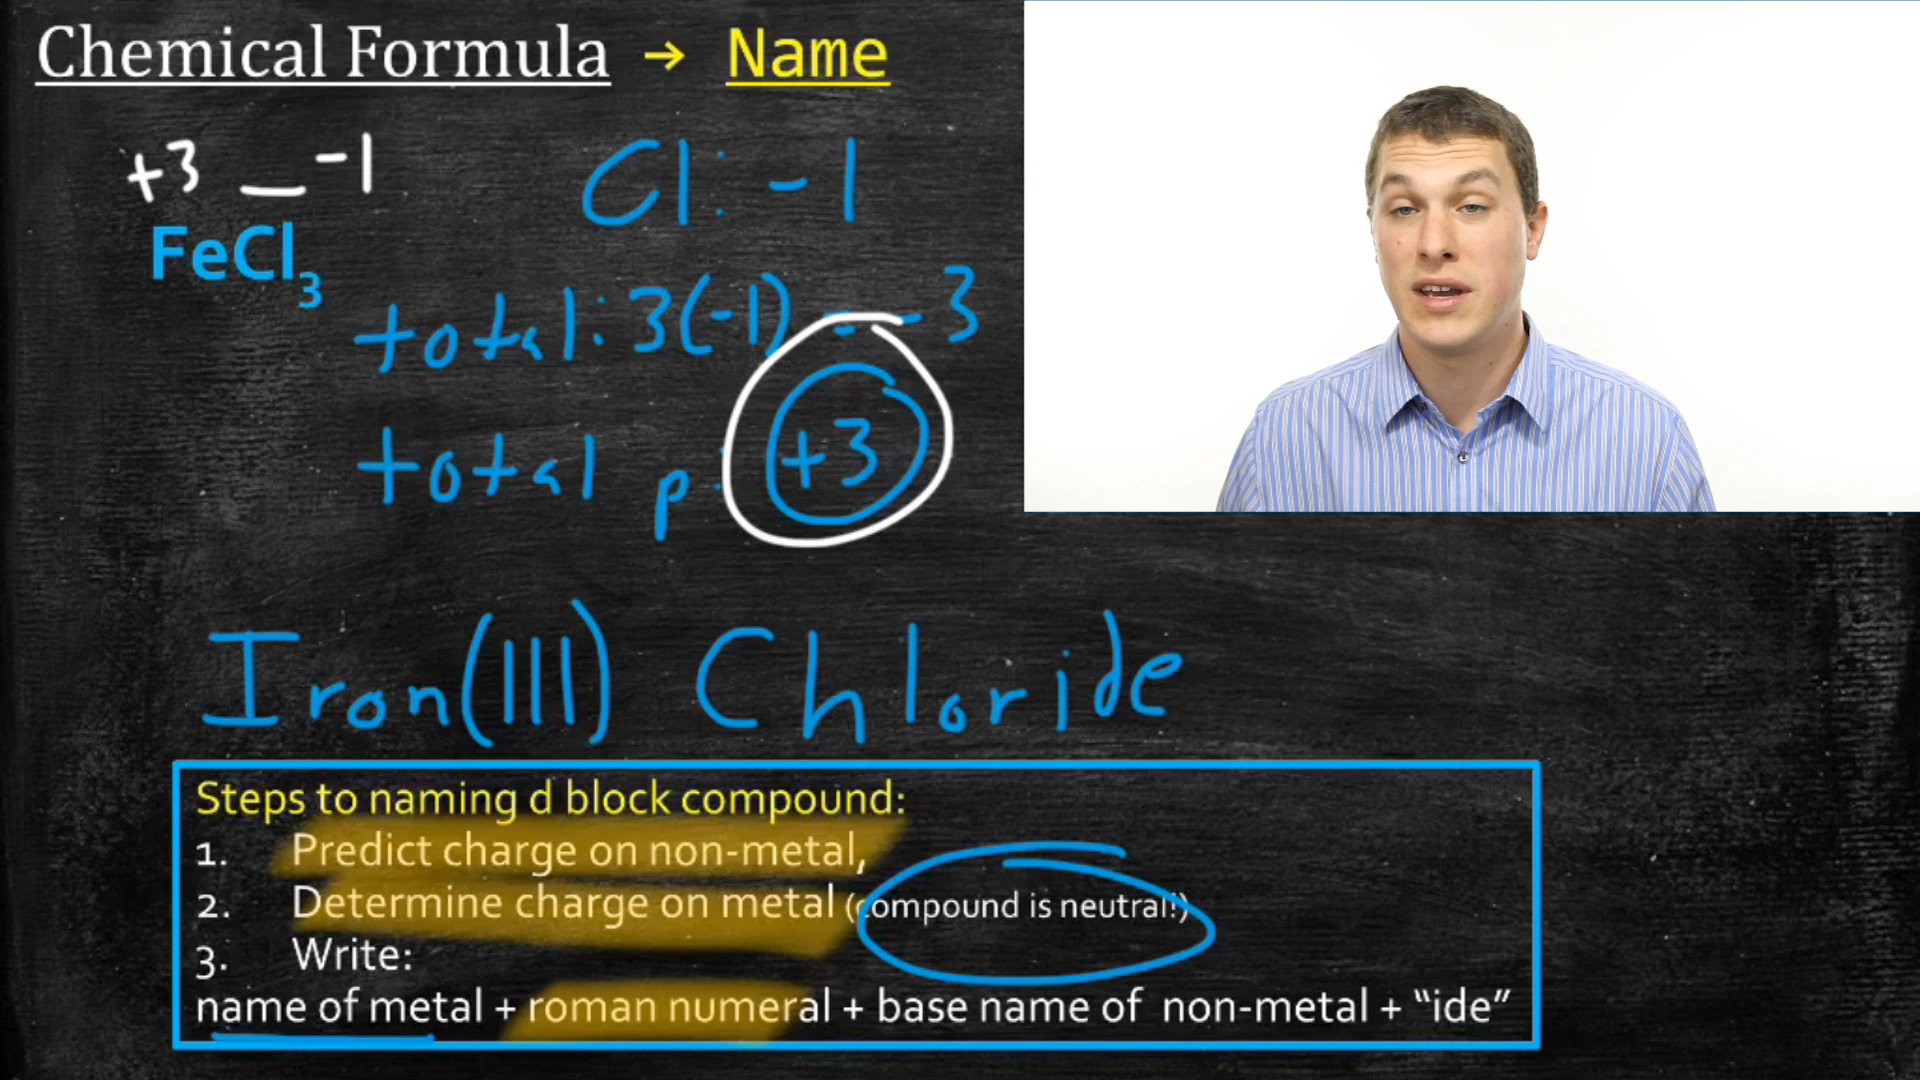 Chemical Formula → Name
+3 -1
Cl: -1
FeCl₃
total: 3(-1) = -3
total p: +3
Iron(III) Chloride
Steps to naming d block compound:
1. Predict charge on non-metal,
2. Determine charge on metal (compound is neutral!)
3. Write:
name of metal + roman numeral + base name of non-metal + “ide”